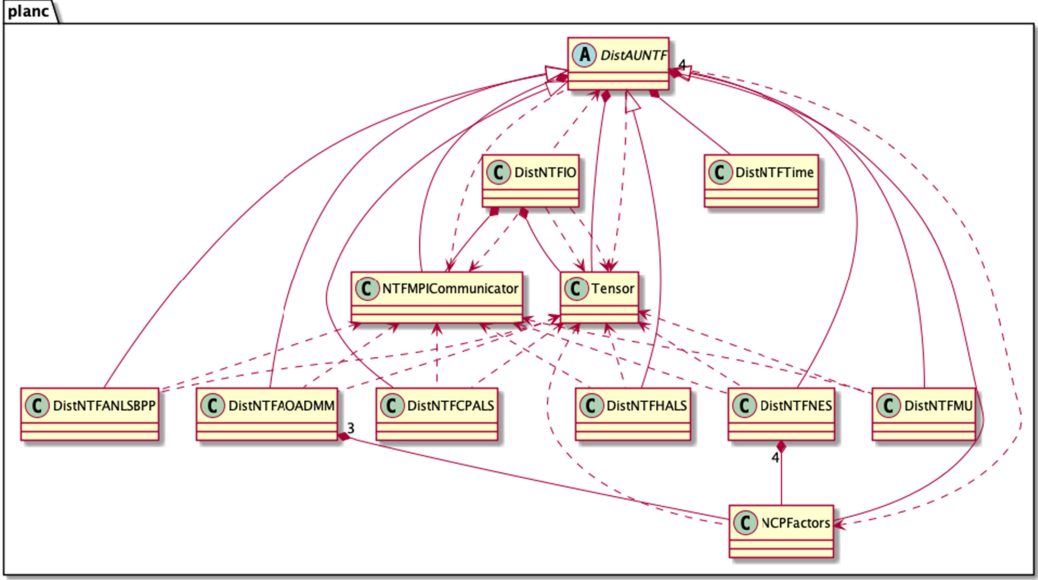 planc
A DistAUNTF
4
C DistNTFIO
C DistNTFTime
C NTFMPICommunicator
C Tensor
C DistNTFANLSBPP
C DistNTFAOADMM
C DistNTFCPALS
C DistNTFHALS
C DistNTFNES
C DistNTFMU
3
4
C NCPFactors